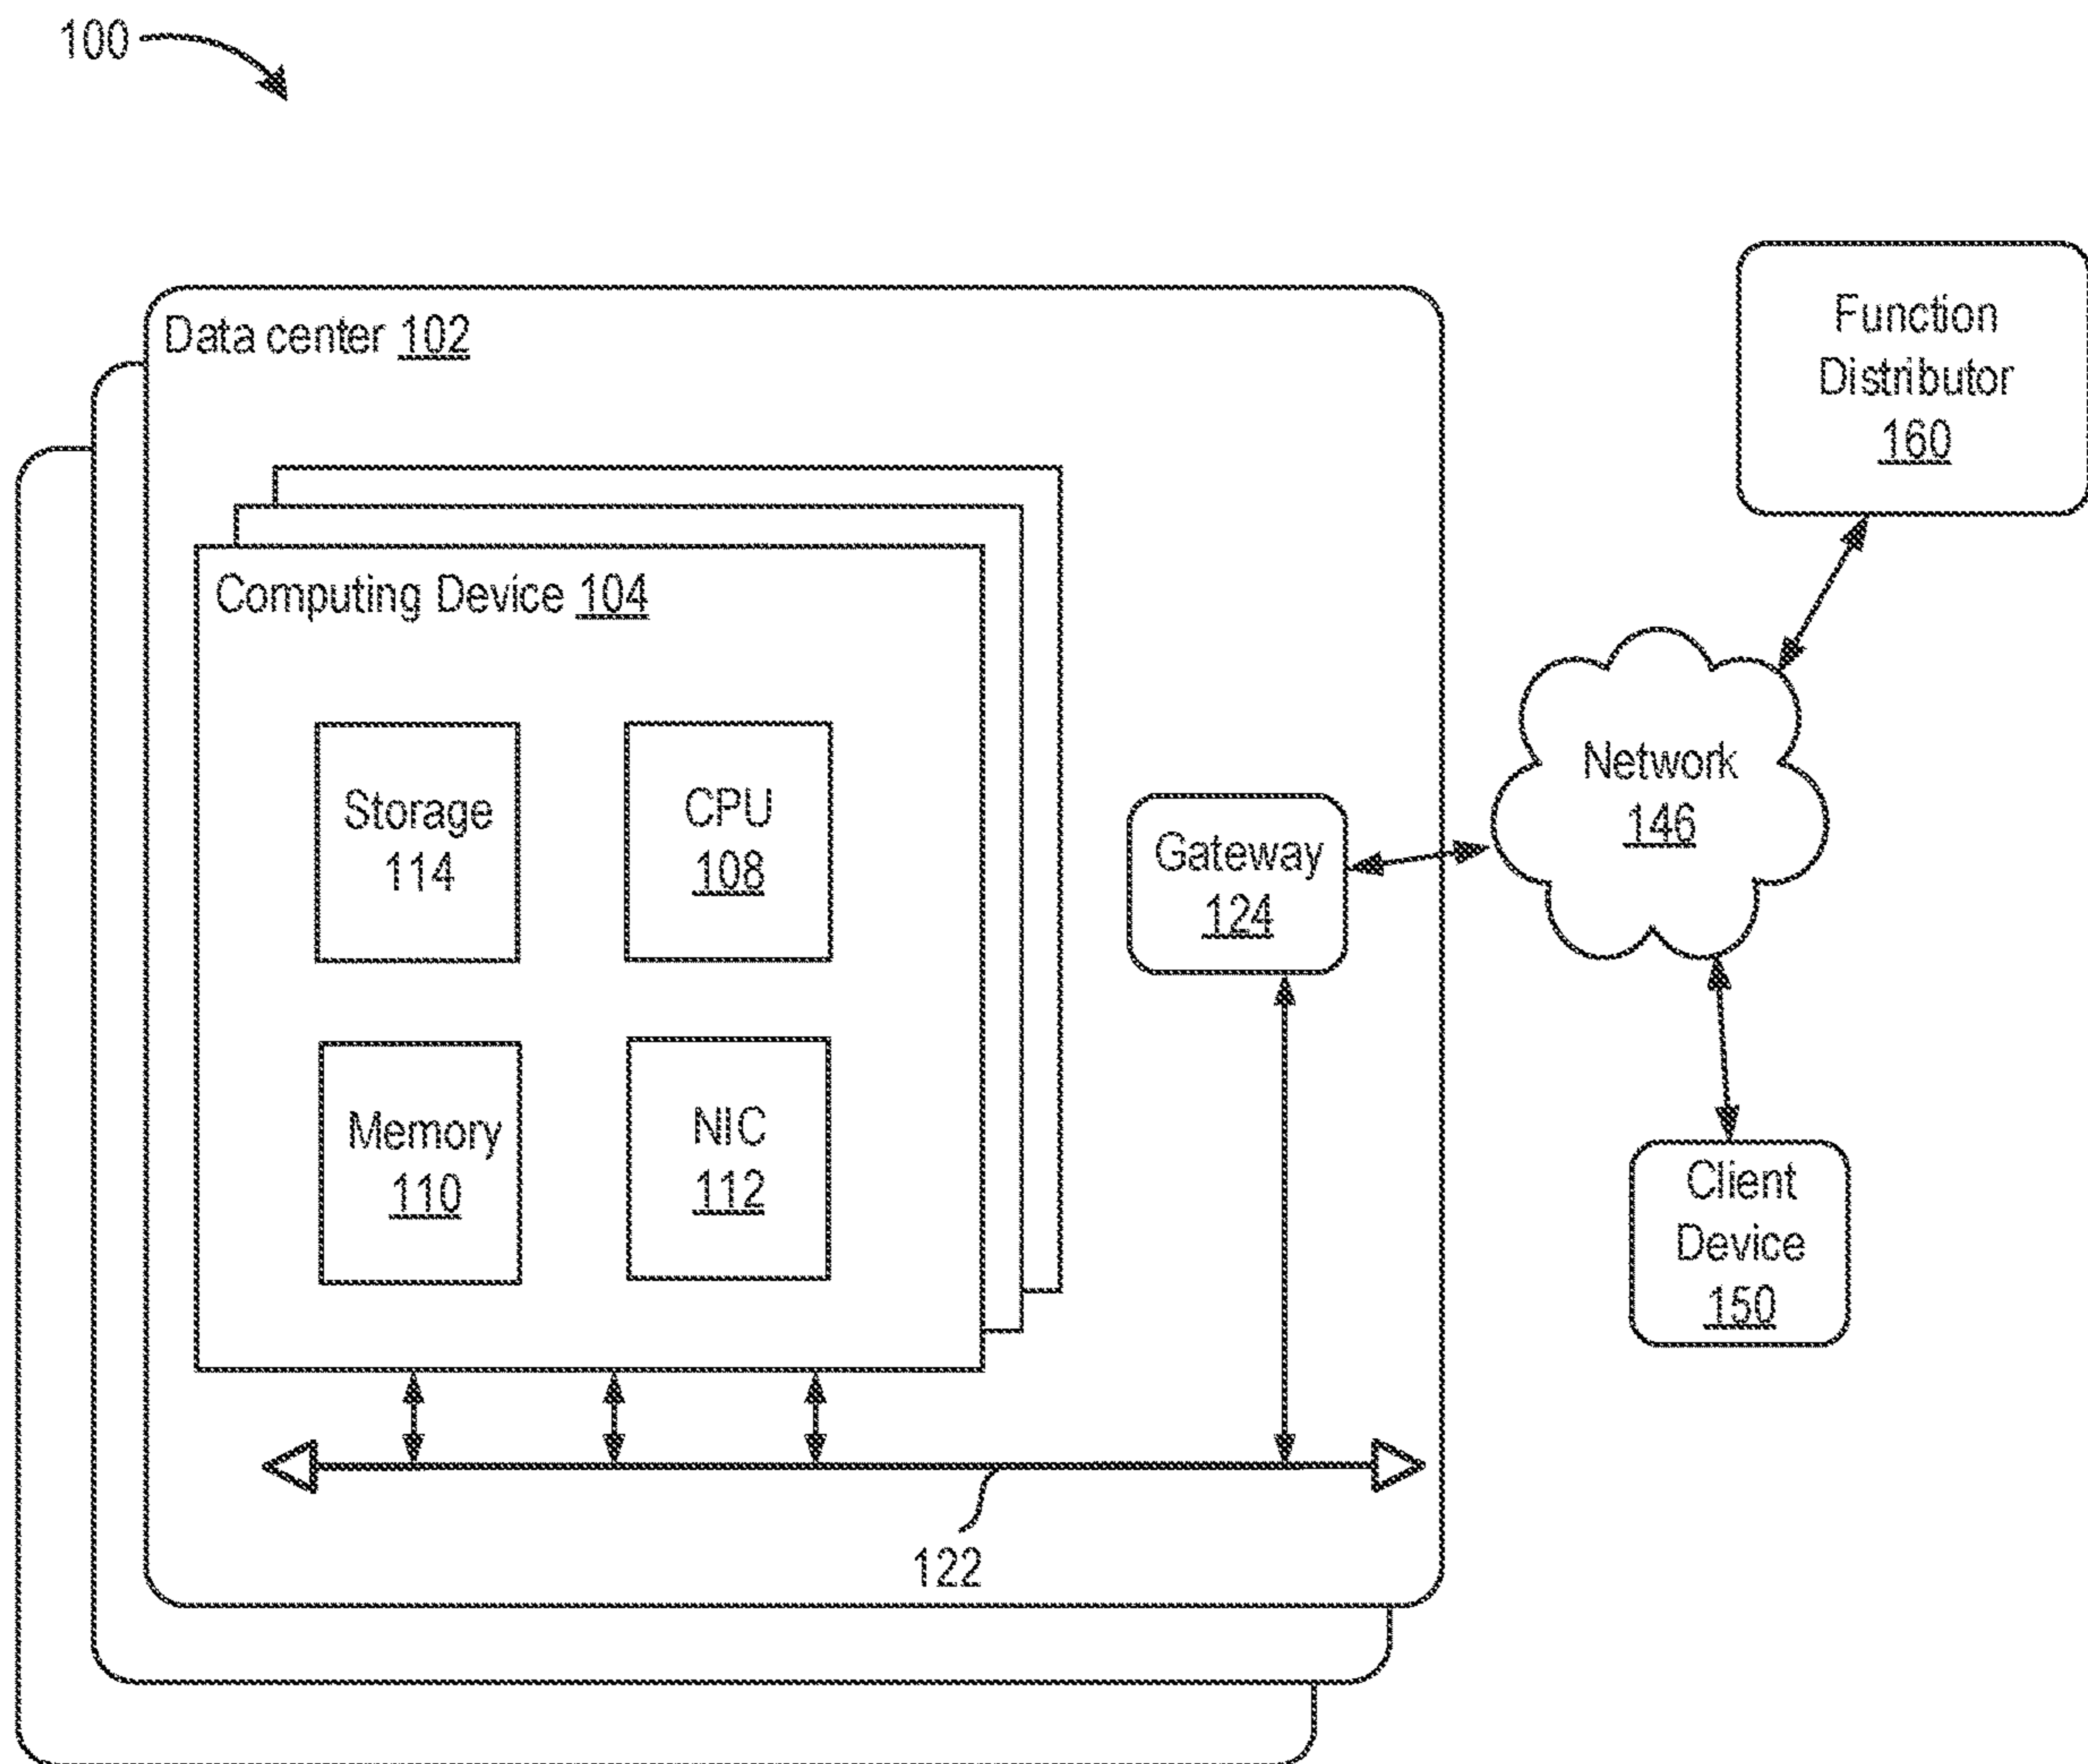 100
Data center 102
Function
Distributor
160
Computing Device 104
Storage
114
CPU
108
Network
146
Gateway
124
Memory
110
NIC
112
Client
Device
150
122